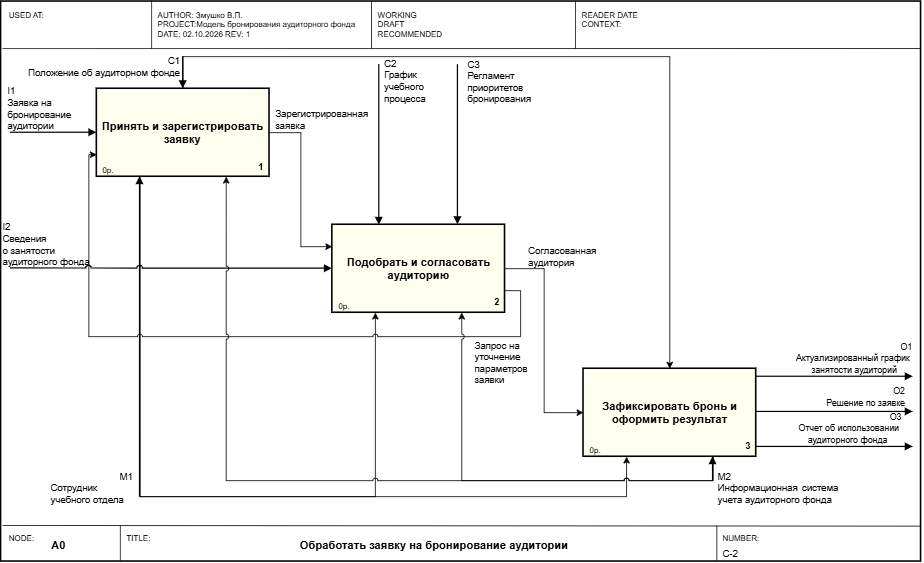 USED AT:
AUTHOR: Змушко В.П.
PROJECT:Модель бронирования аудиторного фонда
DATE: 02.10.2026 REV: 1
WORKING
DRAFT
RECOMMENDED
READER DATE
CONTEXT:
C1
Положение об аудиторном фонде
C2
График
учебного
процесса
C3
Регламент
приоритетов
бронирования
I1
Заявка на
бронирование
аудитории
Принять и зарегистрировать
заявку
0р.
1
Зарегистрированная
заявка
I2
Сведения
о занятости
аудиторного фонда
Подобрать и согласовать
аудиторию
0р.
2
Согласованная
аудитория
Запрос на
уточнение
параметров
заявки
Зафиксировать бронь и
оформить результат
0р.
3
O1
Актуализированный график
занятости аудиторий
O2
Решение по заявке
O3
Отчет об использовании
аудиторного фонда
M1
Сотрудник
учебного отдела
M2
Информационная система
учета аудиторного фонда
NODE:
A0
TITLE:
Обработать заявку на бронирование аудитории
NUMBER:
C-2